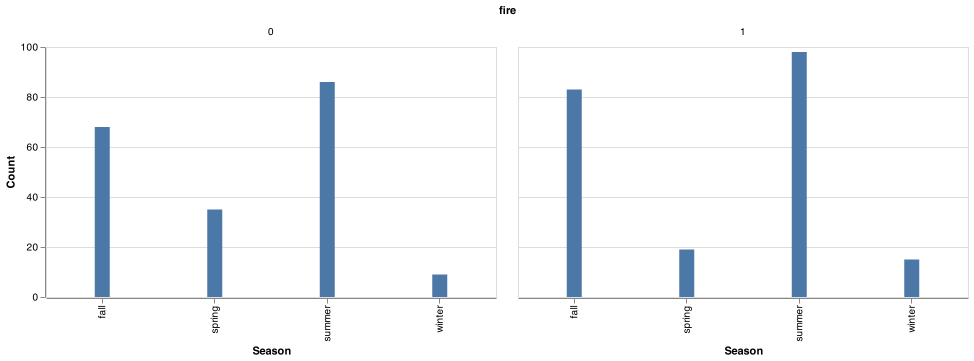 fire
0
1
Count
100
80
60
40
20
0
fall
spring
summer
winter
fall
spring
summer
winter
Season
Season